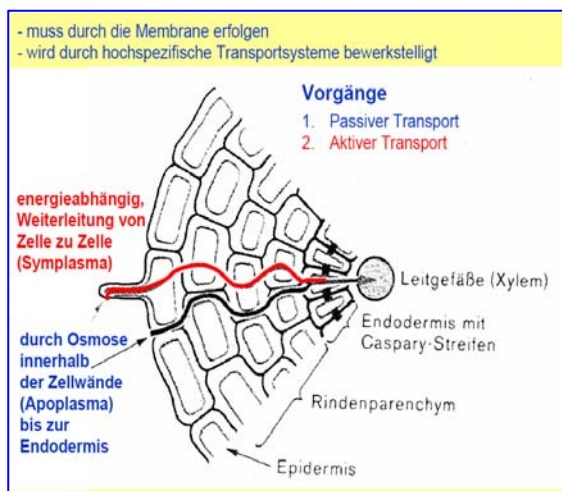 - muss durch die Membrane erfolgen
- wird durch hochspezifische Transportsysteme bewerkstelligt
Vorgänge
1. Passiver Transport
2. Aktiver Transport
energieabhängig,
Weiterleitung von
Zelle zu Zelle
(Symplasma)
Leitgefäße (Xylem)
Endodermis mit
Caspary-Streifen
durch Osmose
innerhalb
der Zellwände
(Apoplasma)
bis zur
Endodermis
Rindenparenchym
Epidermis